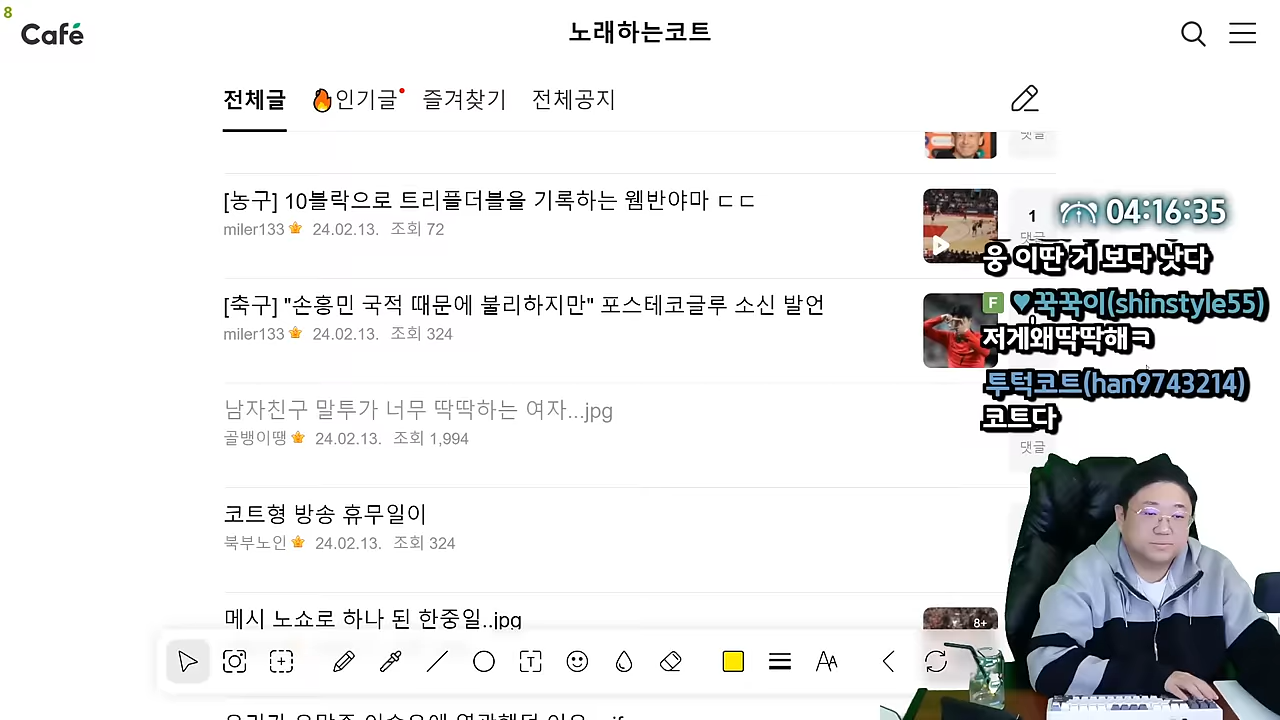 8
Café
노래하는코트
전체글 🔥인기글 즐겨찾기 전체공지
댓글
[농구] 10블락으로 트리플더블을 기록하는 웸반야마 ㄷㄷ
miler133 24.02.13. 조회 72
1
댓글
04:16:35
웅 이딴 거 보다 낫다
[축구] "손흥민 국적 때문에 불리하지만" 포스테코글루 소신 발언
miler133 24.02.13. 조회 324
F ♥꾹꾹이(shinstyle55)
저게왜딱딱해ㅋ
투턱코트(han9743214)
코트다
남자친구 말투가 너무 딱딱하는 여자...jpg
골뱅이땡 24.02.13. 조회 1,994
댓글
코트형 방송 휴무일이
북부노인 24.02.13. 조회 324
메시 노쇼로 하나 된 한중일..jpg
8+
T